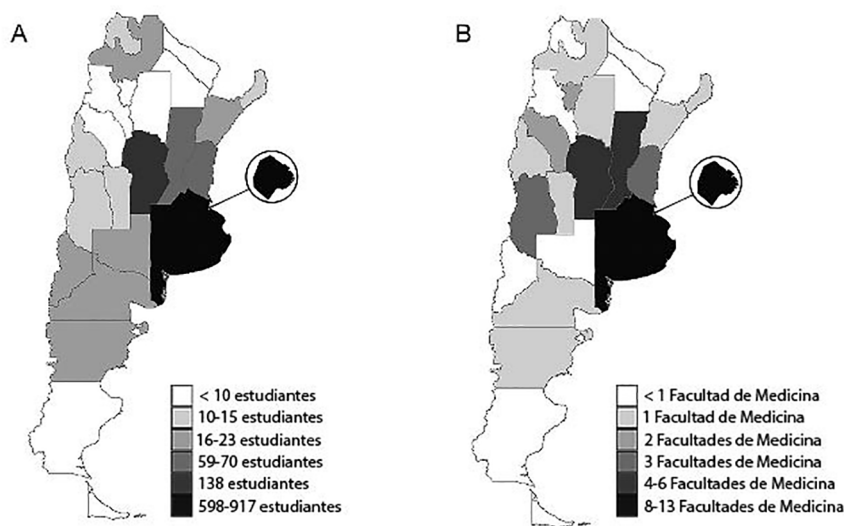 A
B
< 10 estudiantes
10-15 estudiantes
16-23 estudiantes
59-70 estudiantes
138 estudiantes
598-917 estudiantes
< 1 Facultad de Medicina
1 Facultad de Medicina
2 Facultades de Medicina
3 Facultades de Medicina
4-6 Facultades de Medicina
8-13 Facultades de Medicina